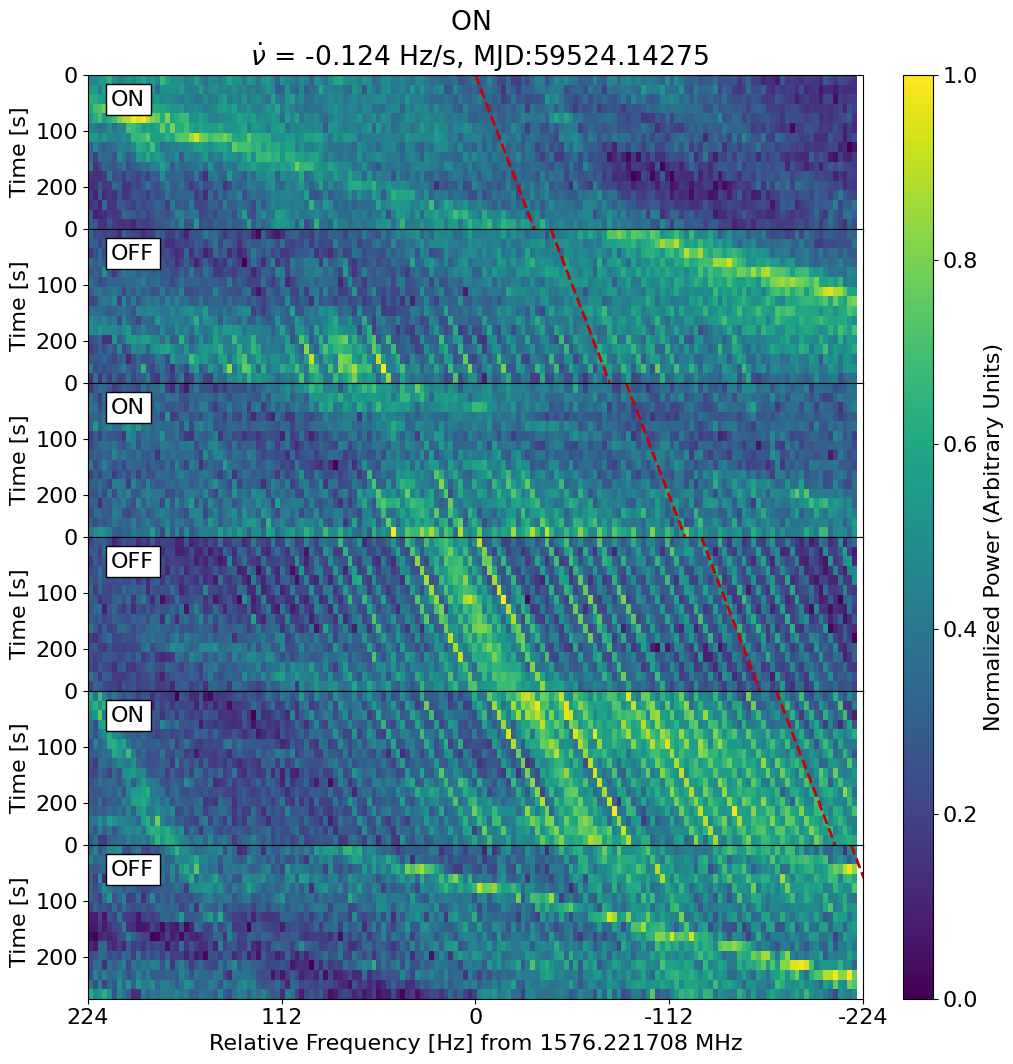 ON
ν̇ = -0.124 Hz/s, MJD:59524.14275
0
ON
100
Time [s]
200
0
OFF
100
Time [s]
200
0
ON
100
Time [s]
200
0
OFF
100
Time [s]
200
0
ON
100
Time [s]
200
0
OFF
100
Time [s]
200
224 112 0 -112 -224
Relative Frequency [Hz] from 1576.221708 MHz
1.0
0.8
0.6
0.4
0.2
0.0
Normalized Power (Arbitrary Units)